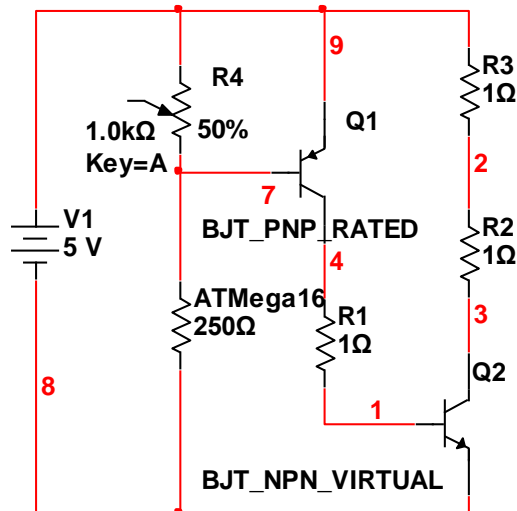 9
R4
R3
1Ω
Q1
1.0kΩ
50%
Key=A
2
7
V1
5 V
BJT_PNP_RATED
R2
1Ω
4
ATMega16
250Ω
R1
1Ω
3
Q2
8
1
BJT_NPN_VIRTUAL